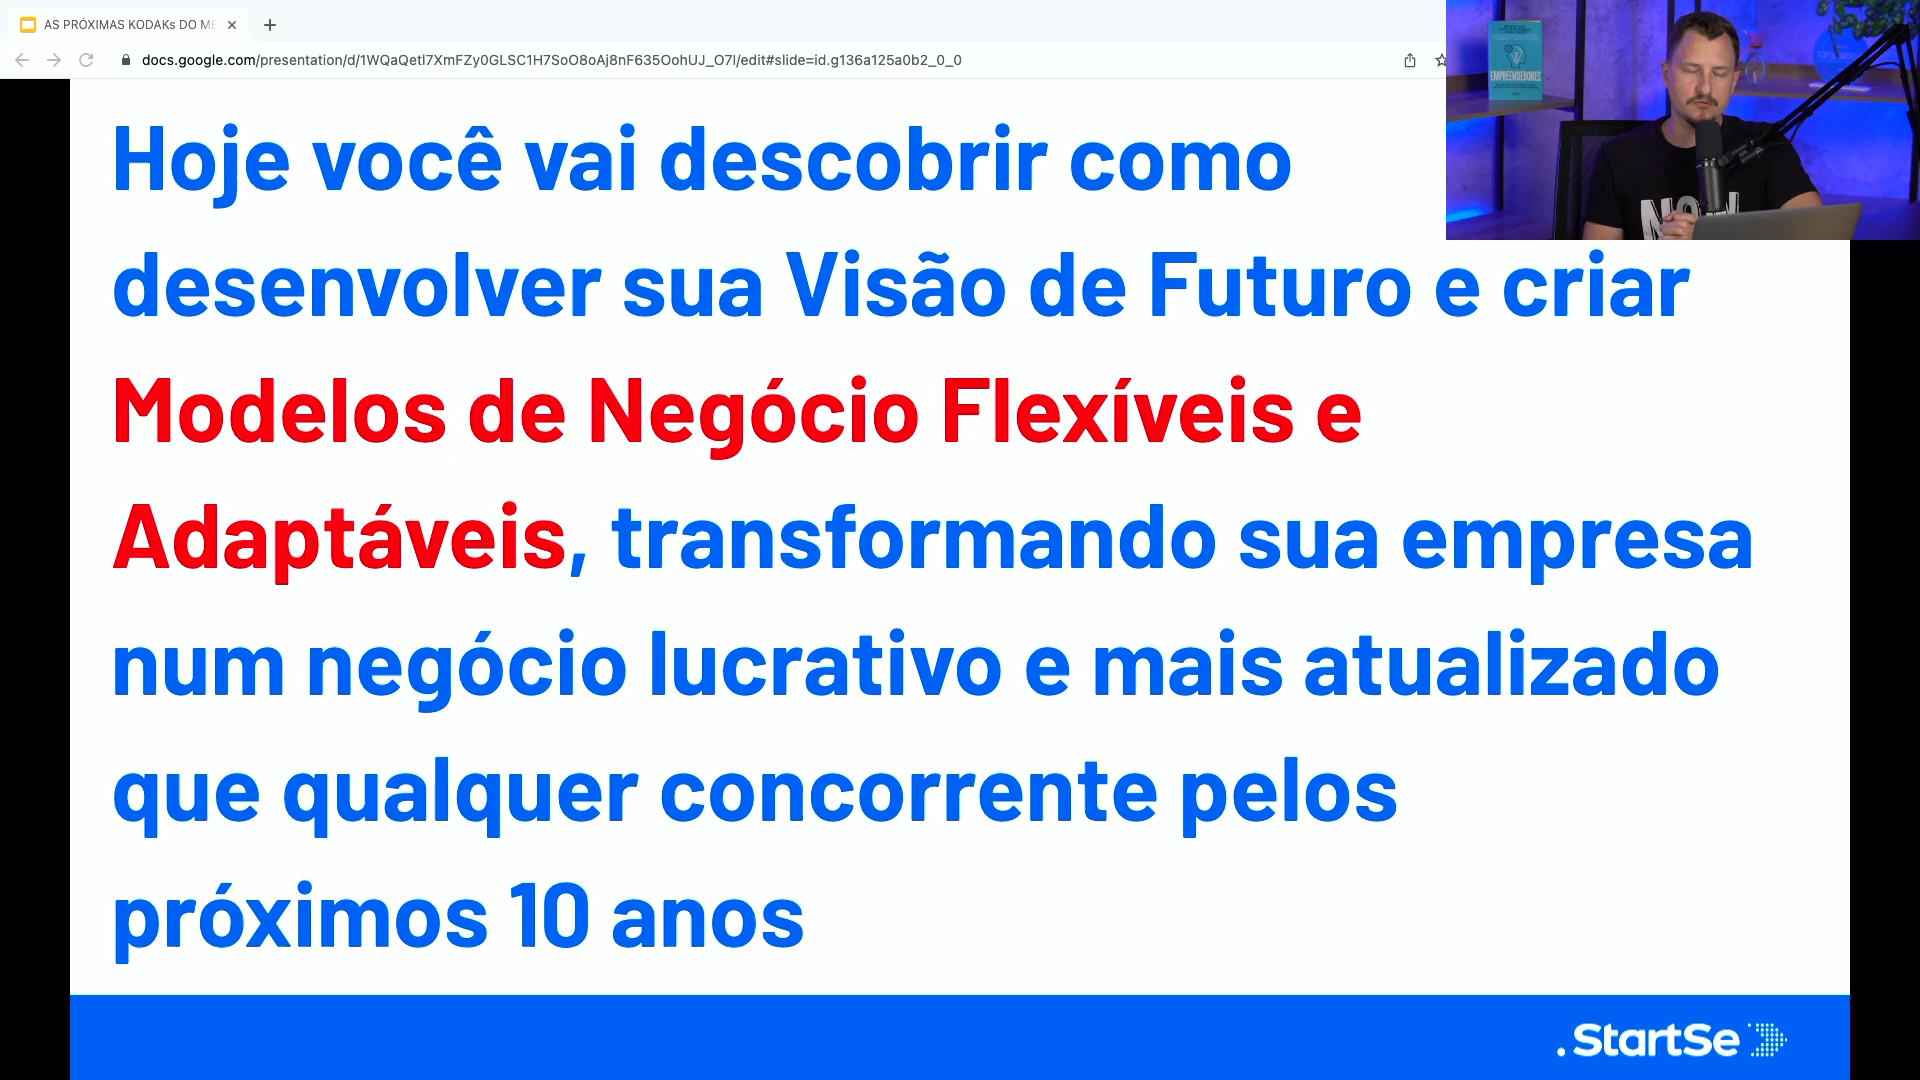 AS PRÓXIMAS KODAKs DO ME
docs.google.com/presentation/d/1WQaQetl7XmFZy0GLSC1H7SoO8oAj8nF635OohUJ_O7I/edit#slide=id.g136a125a0b2_0_0
EMPREENDEDORES
NOW
Hoje você vai descobrir como
desenvolver sua Visão de Futuro e criar
Modelos de Negócio Flexíveis e
Adaptáveis, transformando sua empresa
num negócio lucrativo e mais atualizado
que qualquer concorrente pelos
próximos 10 anos
.StartSe